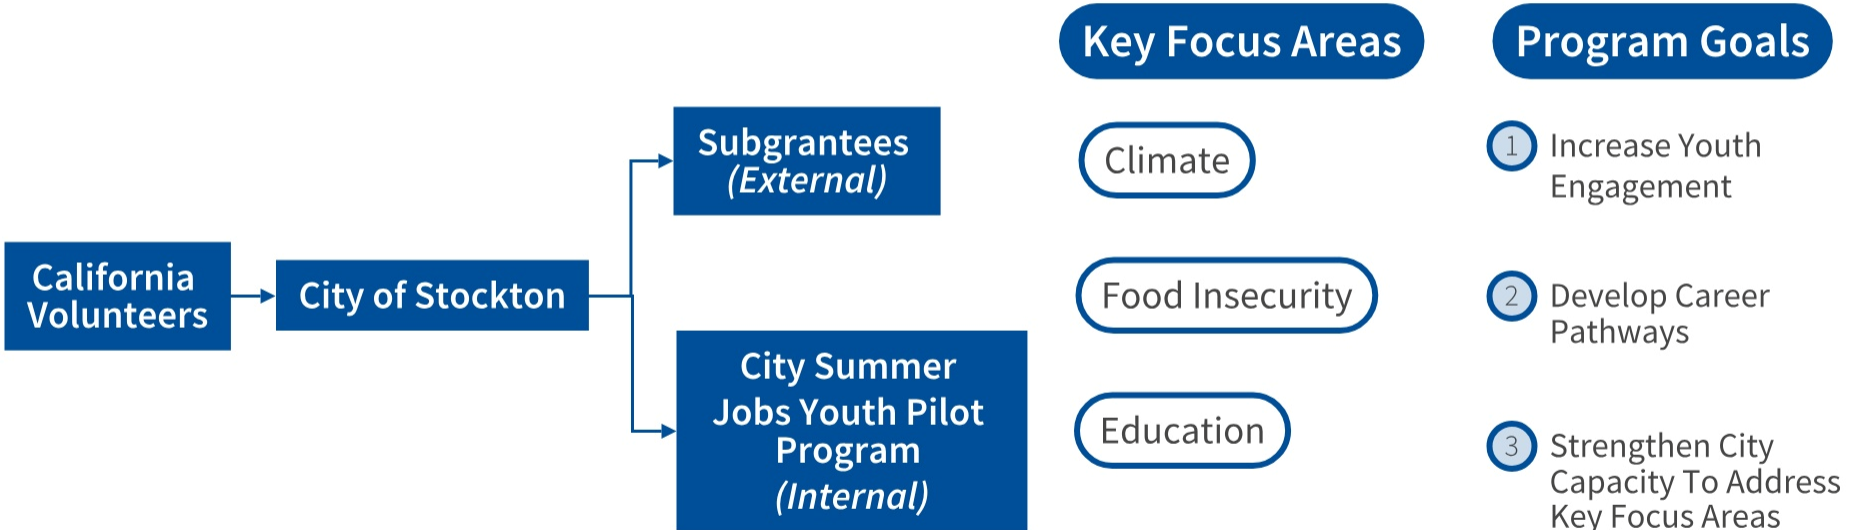 California
Volunteers
City of Stockton
Subgrantees
(External)
City Summer
Jobs Youth Pilot
Program
(Internal)
Key Focus Areas
Climate
Food Insecurity
Education
Program Goals
1 Increase Youth
Engagement
2 Develop Career
Pathways
3 Strengthen City
Capacity To Address
Key Focus Areas